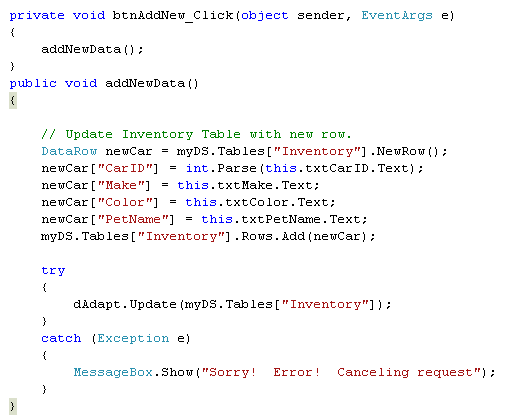 private void btnAddNew_Click(object sender, EventArgs e)
{
    addNewData();
}
public void addNewData()
{
    // Update Inventory Table with new row.
    DataRow newCar = myDS.Tables["Inventory"].NewRow();
    newCar["CarID"] = int.Parse(this.txtCarID.Text);
    newCar["Make"] = this.txtMake.Text;
    newCar["Color"] = this.txtColor.Text;
    newCar["PetName"] = this.txtPetName.Text;
    myDS.Tables["Inventory"].Rows.Add(newCar);
    try
    {
        dAdapt.Update(myDS.Tables["Inventory"]);
    }
    catch (Exception e)
    {
        MessageBox.Show("Sorry!  Error!  Canceling request");
    }
}